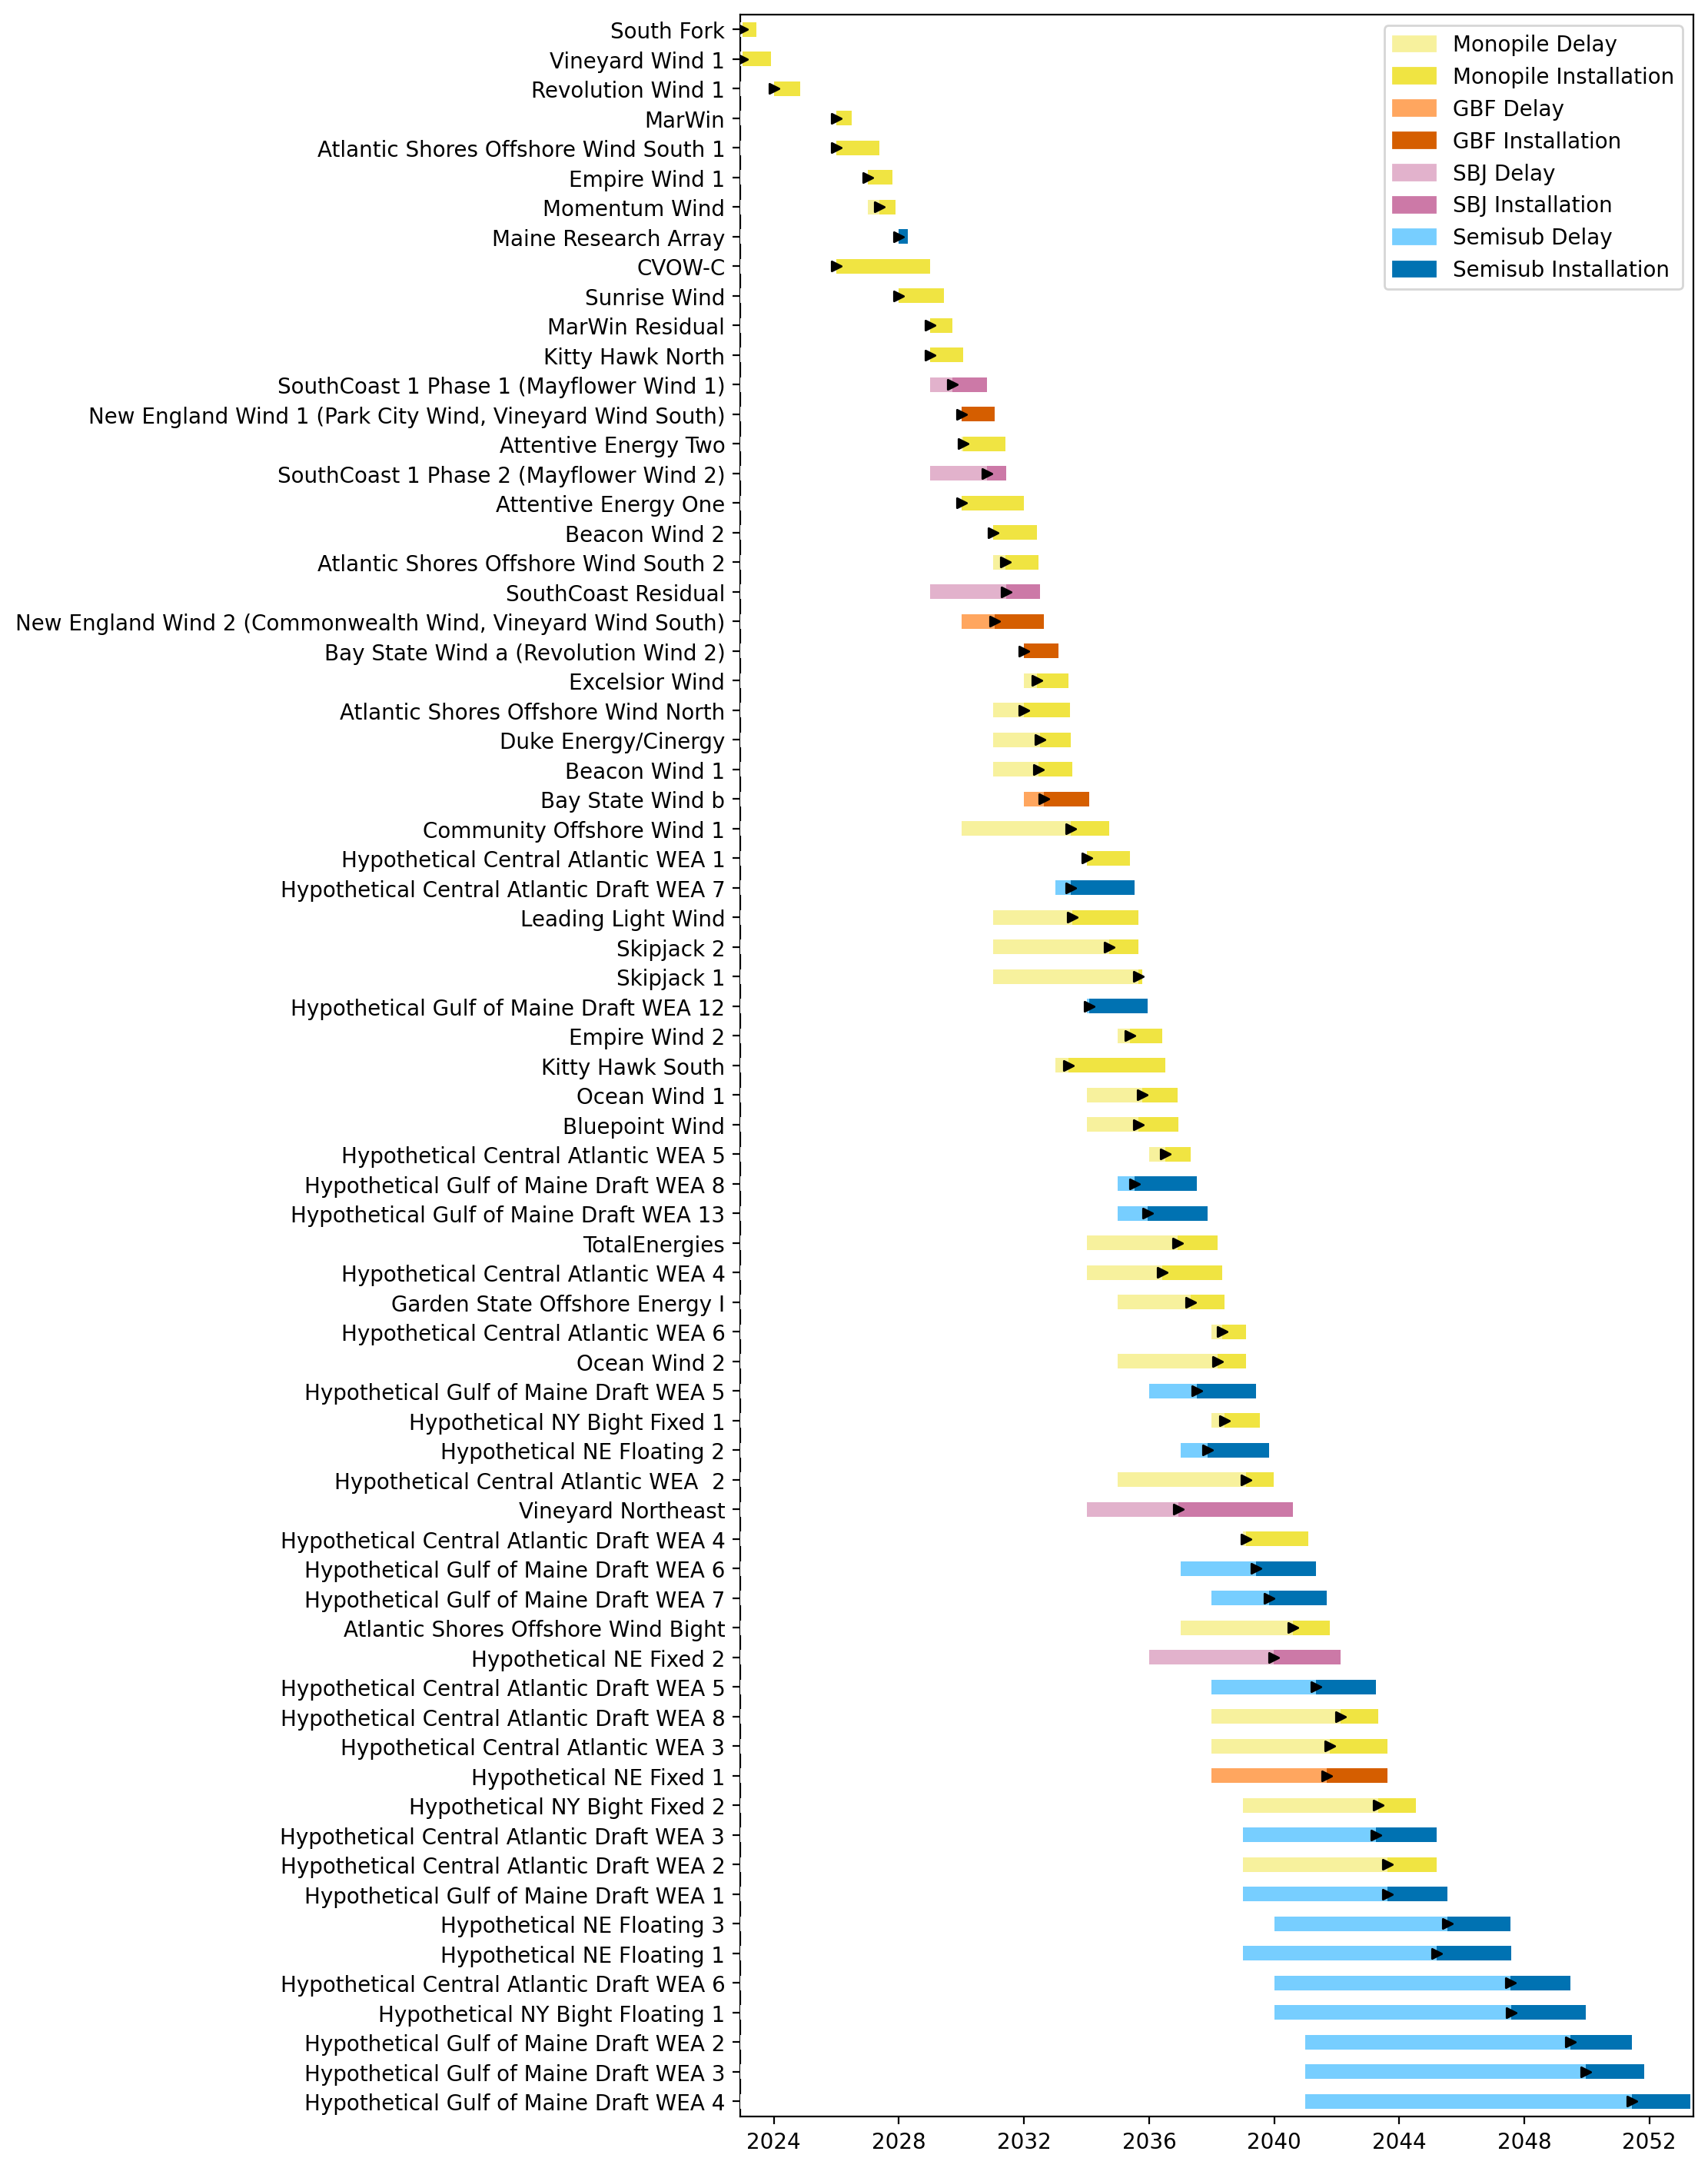 South Fork
Vineyard Wind 1
Revolution Wind 1
MarWin
Atlantic Shores Offshore Wind South 1
Empire Wind 1
Momentum Wind
Maine Research Array
CVOW-C
Sunrise Wind
MarWin Residual
Kitty Hawk North
SouthCoast 1 Phase 1 (Mayflower Wind 1)
New England Wind 1 (Park City Wind, Vineyard Wind South)
Attentive Energy Two
SouthCoast 1 Phase 2 (Mayflower Wind 2)
Attentive Energy One
Beacon Wind 2
Atlantic Shores Offshore Wind South 2
SouthCoast Residual
New England Wind 2 (Commonwealth Wind, Vineyard Wind South)
Bay State Wind a (Revolution Wind 2)
Excelsior Wind
Atlantic Shores Offshore Wind North
Duke Energy/Cinergy
Beacon Wind 1
Bay State Wind b
Community Offshore Wind 1
Hypothetical Central Atlantic WEA 1
Hypothetical Central Atlantic Draft WEA 7
Leading Light Wind
Skipjack 2
Skipjack 1
Hypothetical Gulf of Maine Draft WEA 12
Empire Wind 2
Kitty Hawk South
Ocean Wind 1
Bluepoint Wind
Hypothetical Central Atlantic WEA 5
Hypothetical Gulf of Maine Draft WEA 8
Hypothetical Gulf of Maine Draft WEA 13
TotalEnergies
Hypothetical Central Atlantic WEA 4
Garden State Offshore Energy I
Hypothetical Central Atlantic WEA 6
Ocean Wind 2
Hypothetical Gulf of Maine Draft WEA 5
Hypothetical NY Bight Fixed 1
Hypothetical NE Floating 2
Hypothetical Central Atlantic WEA  2
Vineyard Northeast
Hypothetical Central Atlantic Draft WEA 4
Hypothetical Gulf of Maine Draft WEA 6
Hypothetical Gulf of Maine Draft WEA 7
Atlantic Shores Offshore Wind Bight
Hypothetical NE Fixed 2
Hypothetical Central Atlantic Draft WEA 5
Hypothetical Central Atlantic Draft WEA 8
Hypothetical Central Atlantic WEA 3
Hypothetical NE Fixed 1
Hypothetical NY Bight Fixed 2
Hypothetical Central Atlantic Draft WEA 3
Hypothetical Central Atlantic Draft WEA 2
Hypothetical Gulf of Maine Draft WEA 1
Hypothetical NE Floating 3
Hypothetical NE Floating 1
Hypothetical Central Atlantic Draft WEA 6
Hypothetical NY Bight Floating 1
Hypothetical Gulf of Maine Draft WEA 2
Hypothetical Gulf of Maine Draft WEA 3
Hypothetical Gulf of Maine Draft WEA 4
Monopile Delay
Monopile Installation
GBF Delay
GBF Installation
SBJ Delay
SBJ Installation
Semisub Delay
Semisub Installation
2024 2028 2032 2036 2040 2044 2048 2052